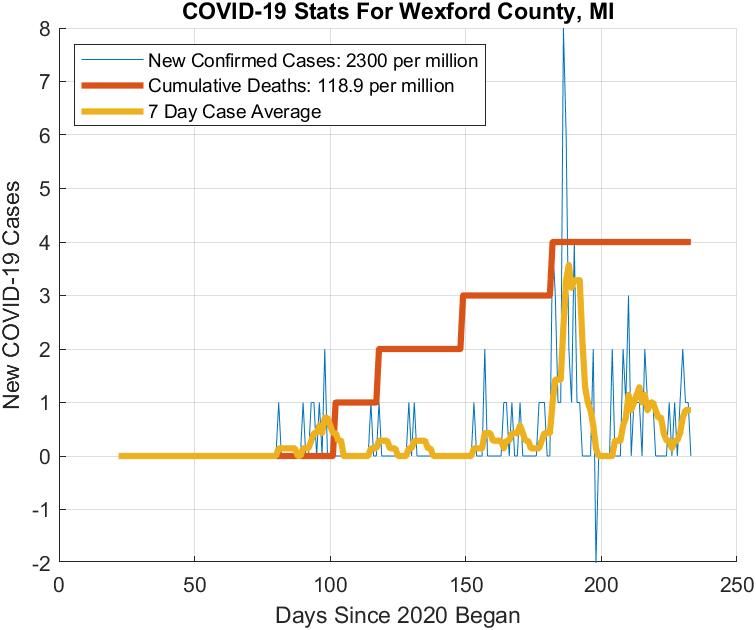 COVID-19 Stats For Wexford County, MI
New Confirmed Cases: 2300 per million
Cumulative Deaths: 118.9 per million
7 Day Case Average
New COVID-19 Cases
8
7
6
5
4
3
2
1
0
-1
-2
0 50 100 150 200 250
Days Since 2020 Began